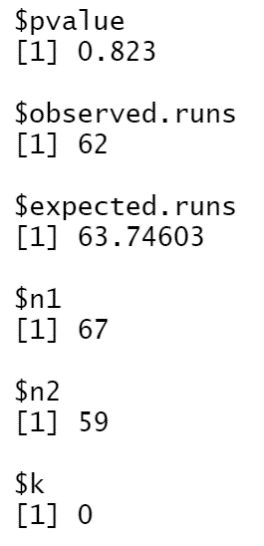 $pvalue
[1] 0.823
$observed.runs
[1] 62
$expected.runs
[1] 63.74603
$n1
[1] 67
$n2
[1] 59
$k
[1] 0